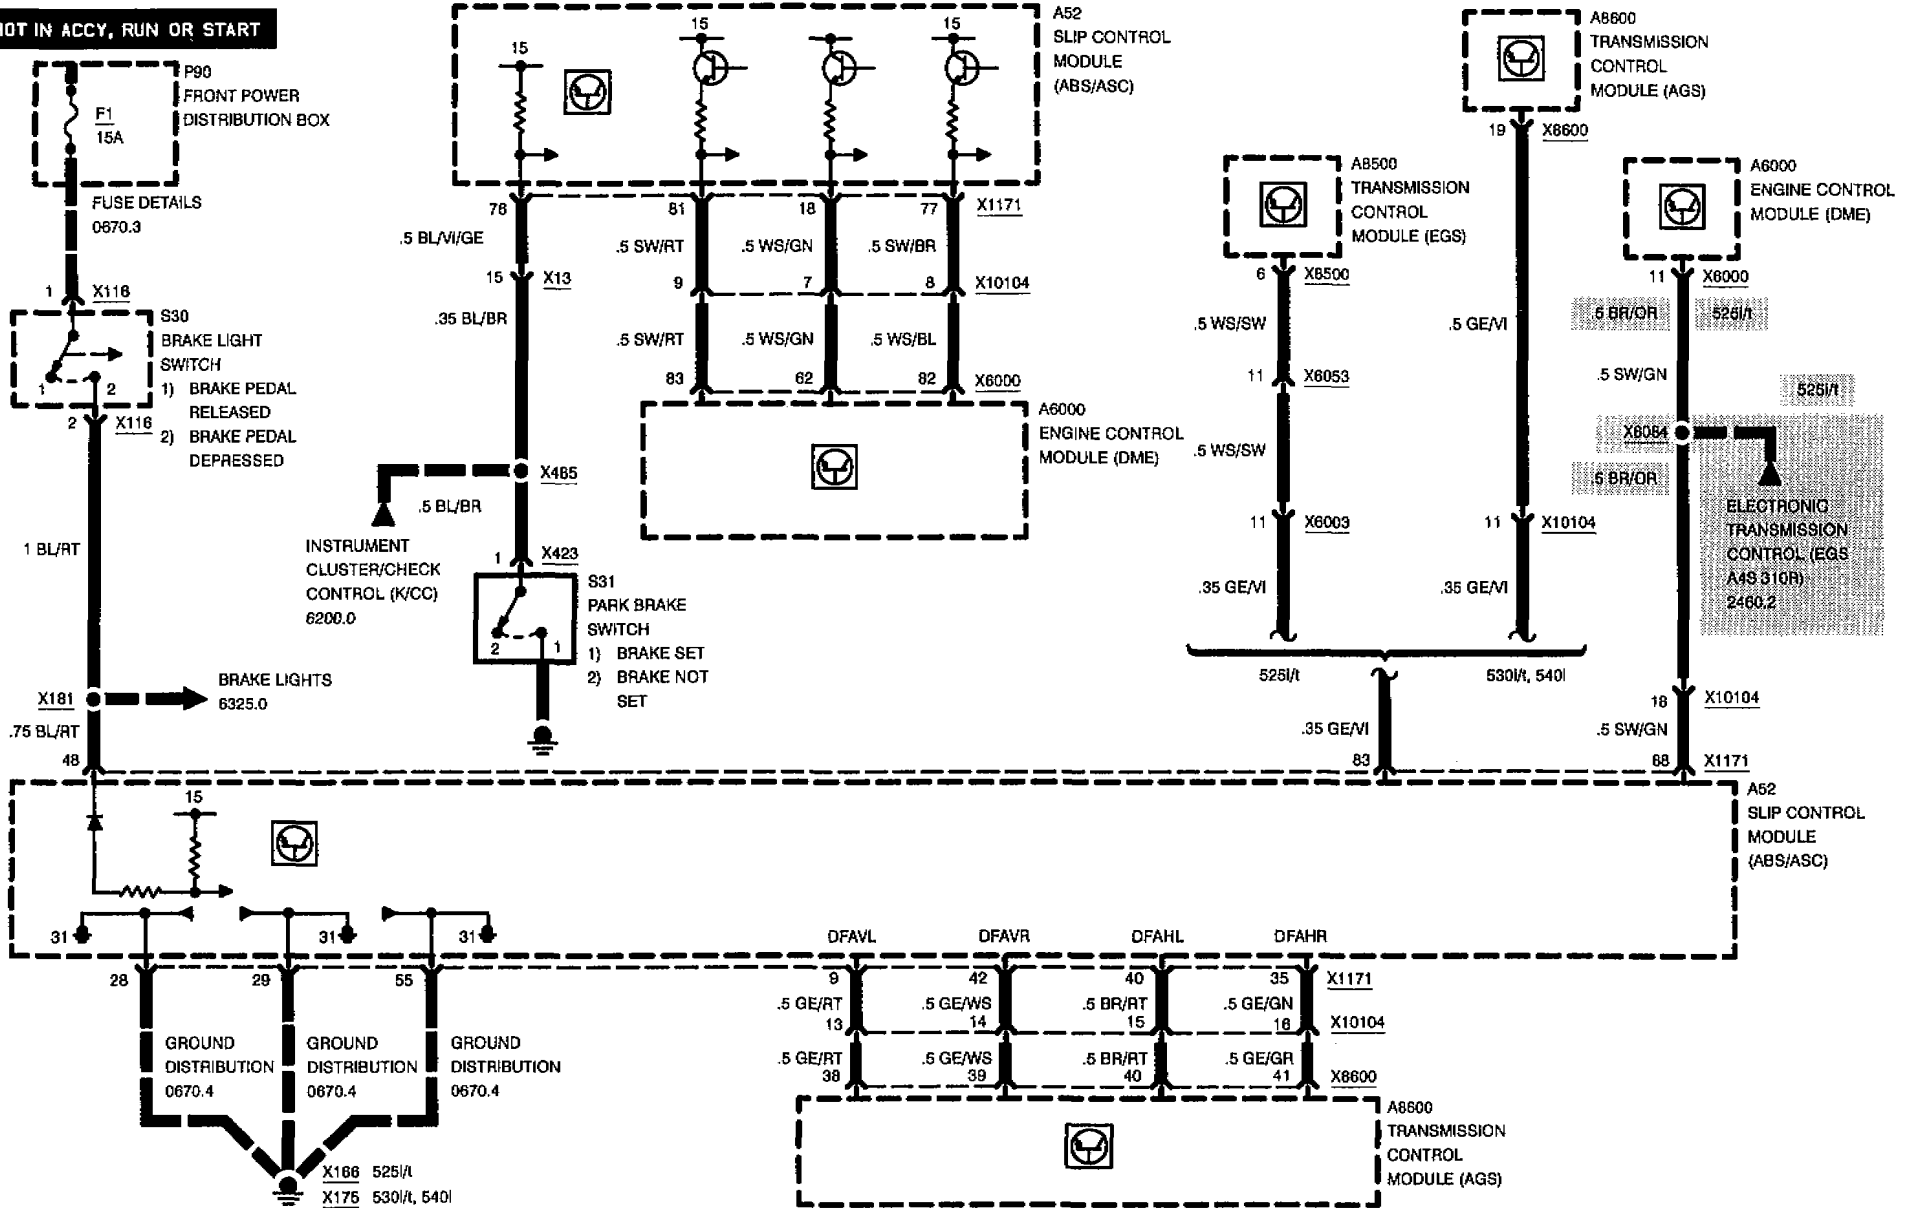 HOT IN ACCY, RUN OR START
P90
FRONT POWER
DISTRIBUTION BOX
F1
15A
FUSE DETAILS
0670.3
1 X116
S30
BRAKE LIGHT
SWITCH
1) BRAKE PEDAL
RELEASED
2) BRAKE PEDAL
DEPRESSED
1 2
2 X116
1 BL/RT
X181
BRAKE LIGHTS
6325.0
.75 BL/RT
48
A52
SLIP CONTROL
MODULE
(ABS/ASC)
15 15 15
76 81 18 77 X1171
.5 BL/VI/GE .5 SW/RT .5 WS/GN .5 SW/BR
15 X13 9 7 8 X10104
.35 BL/BR .5 SW/RT .5 WS/GN .5 WS/BL
83 62 82 X6000
A6000
ENGINE CONTROL
MODULE (DME)
X485
.5 BL/BR
INSTRUMENT
CLUSTER/CHECK
CONTROL (K/CC)
6200.0
1 X423
S31
PARK BRAKE
SWITCH
1) BRAKE SET
2) BRAKE NOT
SET
2 1
A8600
TRANSMISSION
CONTROL
MODULE (AGS)
19 X8600
A8500
TRANSMISSION
CONTROL
MODULE (EGS)
6 X8500
.5 WS/SW
11 X6053
.5 WS/SW
11 X6003
.35 GE/VI
.5 GE/VI
11 X10104
.35 GE/VI
525i/t 530i/t, 540i
.35 GE/VI
83
A6000
ENGINE CONTROL
MODULE (DME)
11 X6000
.5 BR/OR 525i/t
.5 SW/GN
525i/t
X6084
.5 BR/OR
ELECTRONIC
TRANSMISSION
CONTROL (EGS
A4S 310R)
2460.2
18 X10104
.5 SW/GN
68 X1171
A52
SLIP CONTROL
MODULE
(ABS/ASC)
15
31 31 31
DFAVL DFAVR DFAHL DFAHR
28 29 55 9 42 40 35 X1171
.5 GE/RT .5 GE/WS .5 BR/RT .5 GE/GN
13 14 15 16 X10104
.5 GE/RT .5 GE/WS .5 BR/RT .5 GE/GR
38 39 40 41 X8600
GROUND
DISTRIBUTION
0670.4
GROUND
DISTRIBUTION
0670.4
GROUND
DISTRIBUTION
0670.4
X166 525i/t
X175 530i/t, 540i
A8600
TRANSMISSION
CONTROL
MODULE (AGS)